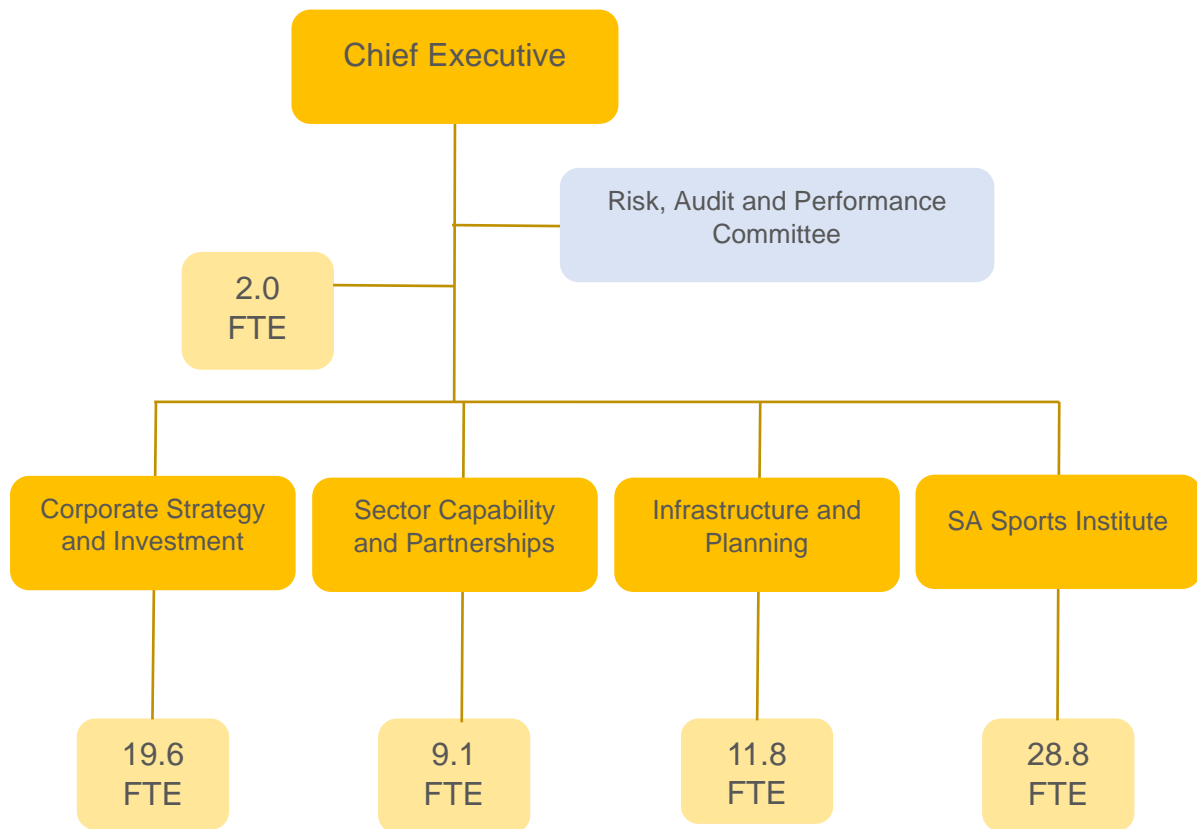 Chief Executive
Risk, Audit and Performance
Committee
2.0
FTE
Corporate Strategy
and Investment
Sector Capability
and Partnerships
Infrastructure and
Planning
SA Sports Institute
19.6
FTE
9.1
FTE
11.8
FTE
28.8
FTE